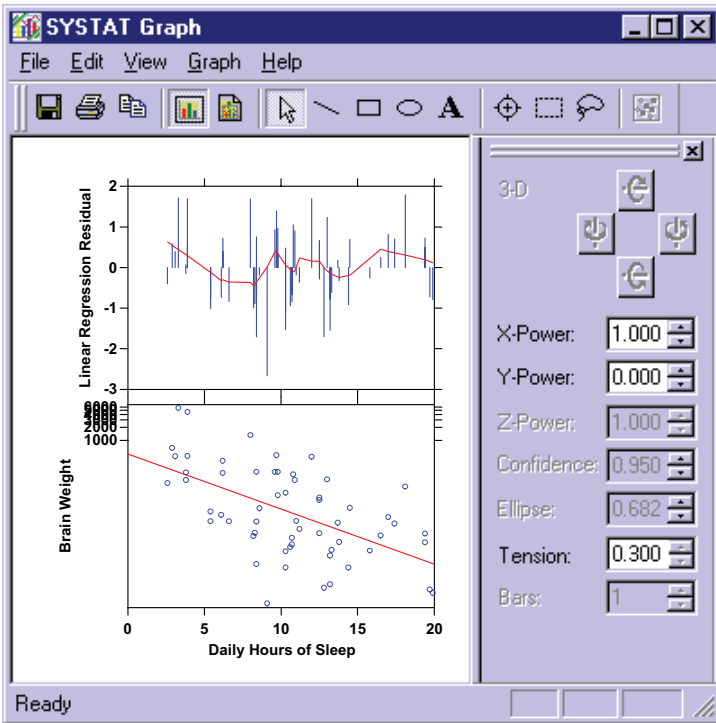 SYSTAT Graph
File Edit View Graph Help
A
3-D
X-Power: 1.000
Y-Power: 0.000
Z-Power: 1.000
Confidence: 0.950
Ellipse: 0.682
Tension: 0.300
Bars: 1
Linear Regression Residual
2
1
0
-1
-2
-3
Brain Weight
6000
2000
1000
0 5 10 15 20
Daily Hours of Sleep
Ready